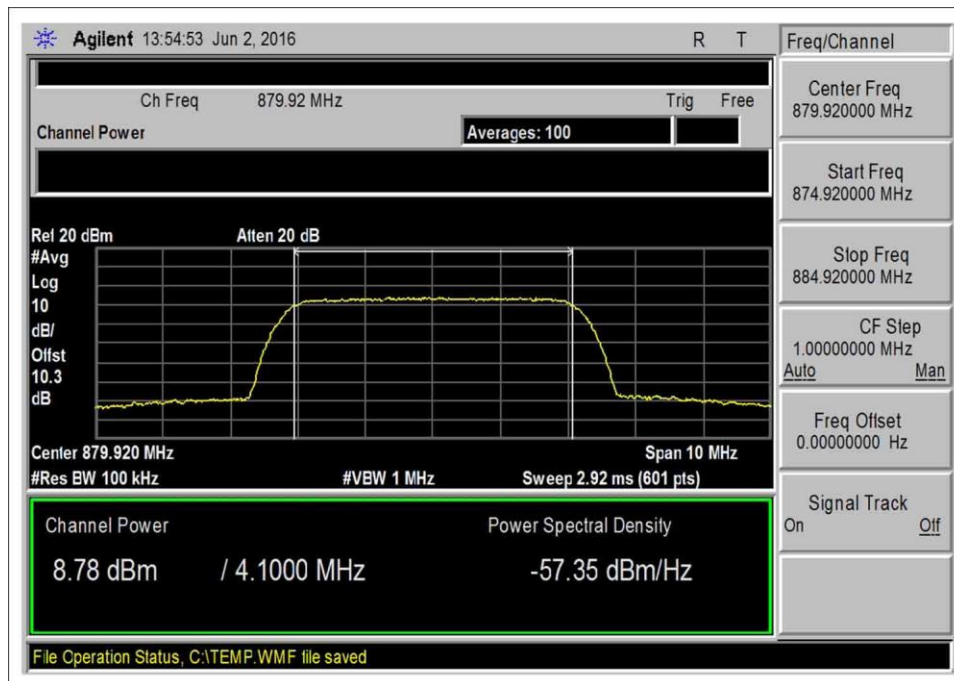 Agilent 13:54:53 Jun 2, 2016 R T
Ch Freq 879.92 MHz Trig Free
Channel Power Averages: 100
Ref 20 dBm Atten 20 dB
#Avg
Log
10
dB/
Offst
10.3
dB
Center 879.920 MHz Span 10 MHz
#Res BW 100 kHz #VBW 1 MHz Sweep 2.92 ms (601 pts)
Channel Power Power Spectral Density
8.78 dBm / 4.1000 MHz -57.35 dBm/Hz
File Operation Status, C:\TEMP.WMF file saved
Freq/Channel
Center Freq
879.920000 MHz
Start Freq
874.920000 MHz
Stop Freq
884.920000 MHz
CF Step
1.00000000 MHz
Auto Man
Freq Offset
0.00000000 Hz
Signal Track
On Off